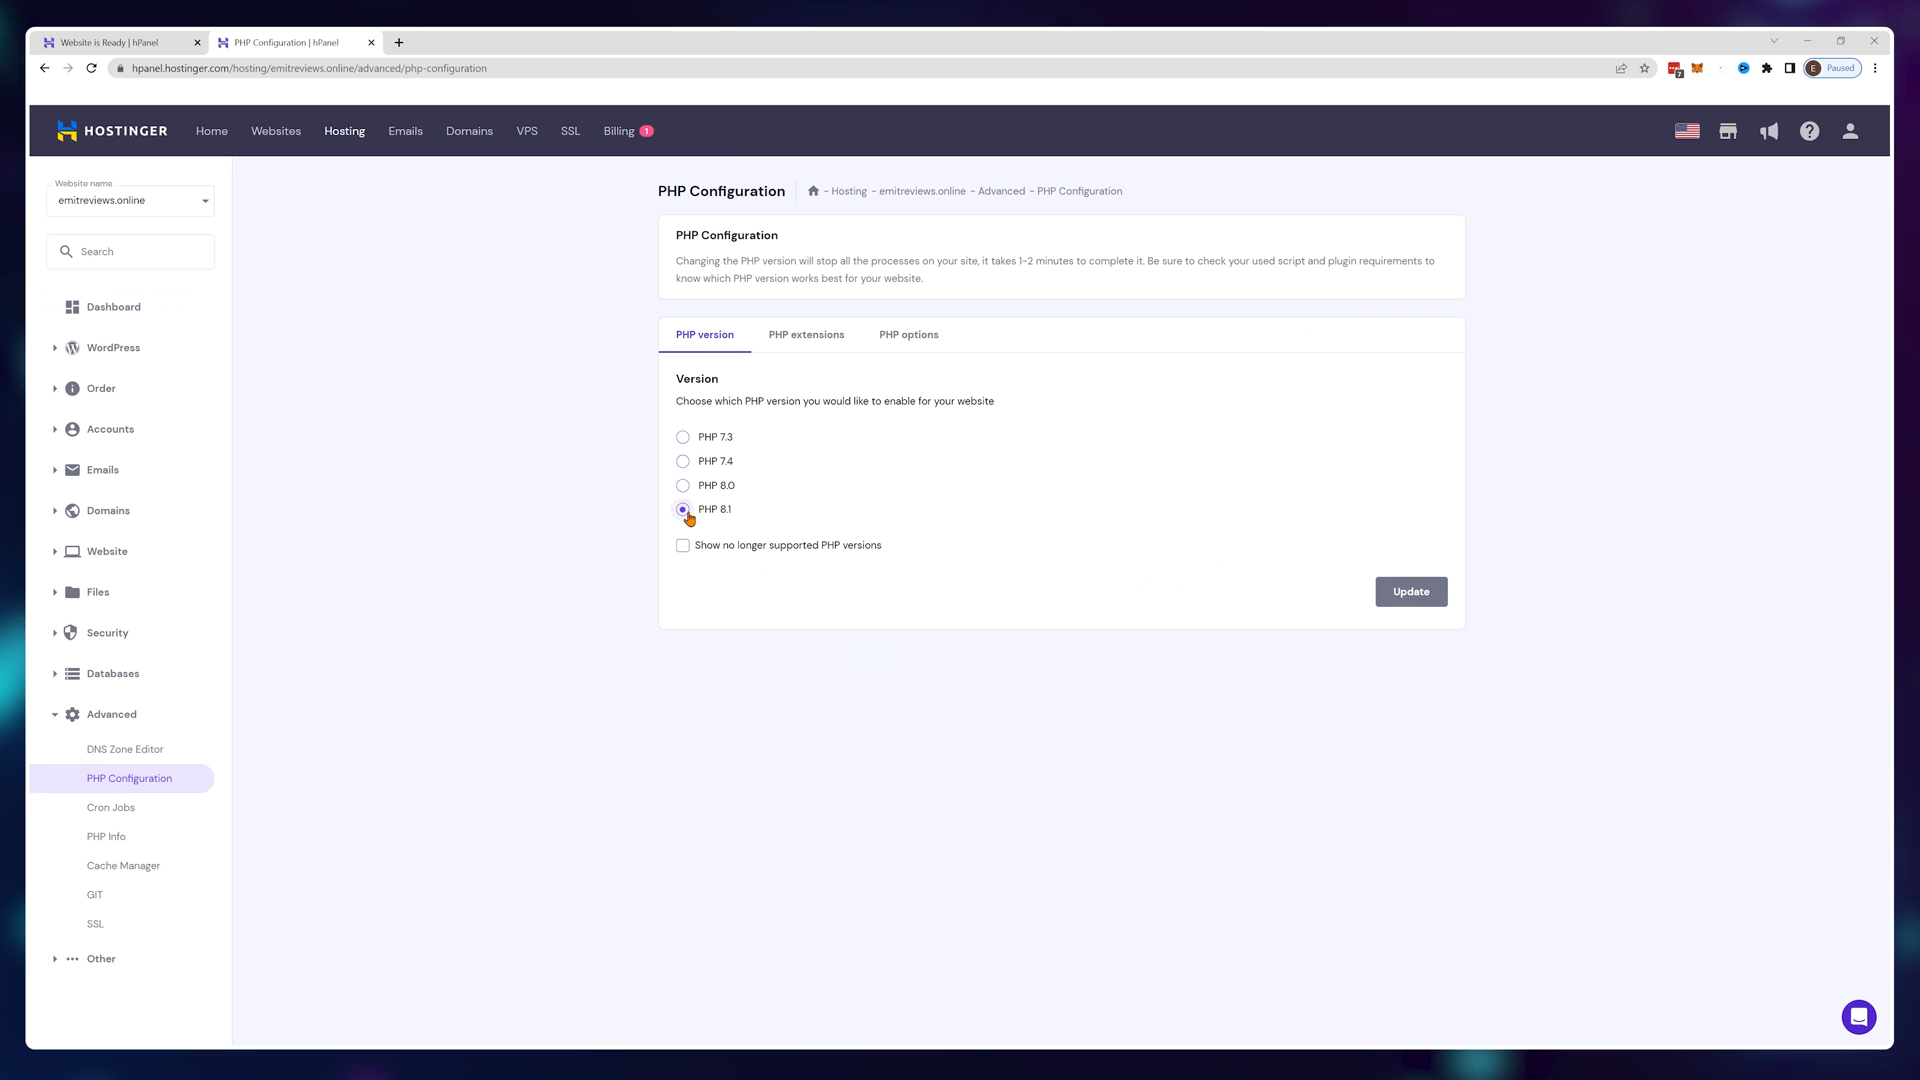 Website is Ready | hPanel
PHP Configuration | hPanel
hpanel.hostinger.com/hosting/emitreviews.online/advanced/php-configuration
7
E
Paused
HOSTINGER
Home
Websites
Hosting
Emails
Domains
VPS
SSL
Billing 1
Website name
emitreviews.online
Search
Dashboard
WordPress
Order
Accounts
Emails
Domains
Website
Files
Security
Databases
Advanced
DNS Zone Editor
PHP Configuration
Cron Jobs
PHP Info
Cache Manager
GIT
SSL
Other
PHP Configuration
- Hosting - emitreviews.online - Advanced - PHP Configuration
PHP Configuration
Changing the PHP version will stop all the processes on your site, it takes 1-2 minutes to complete it. Be sure to check your used script and plugin requirements to
know which PHP version works best for your website.
PHP version
PHP extensions
PHP options
Version
Choose which PHP version you would like to enable for your website
PHP 7.3
PHP 7.4
PHP 8.0
PHP 8.1
Show no longer supported PHP versions
Update